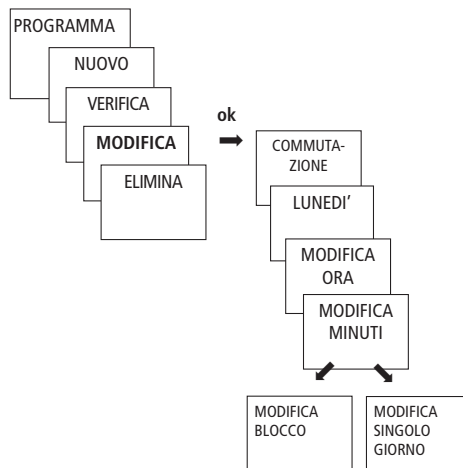 PROGRAMMA
NUOVO
VERIFICA
MODIFICA
ELIMINA
ok
COMMUTA-
ZIONE
LUNEDI’
MODIFICA
ORA
MODIFICA
MINUTI
MODIFICA
BLOCCO
MODIFICA
SINGOLO
GIORNO